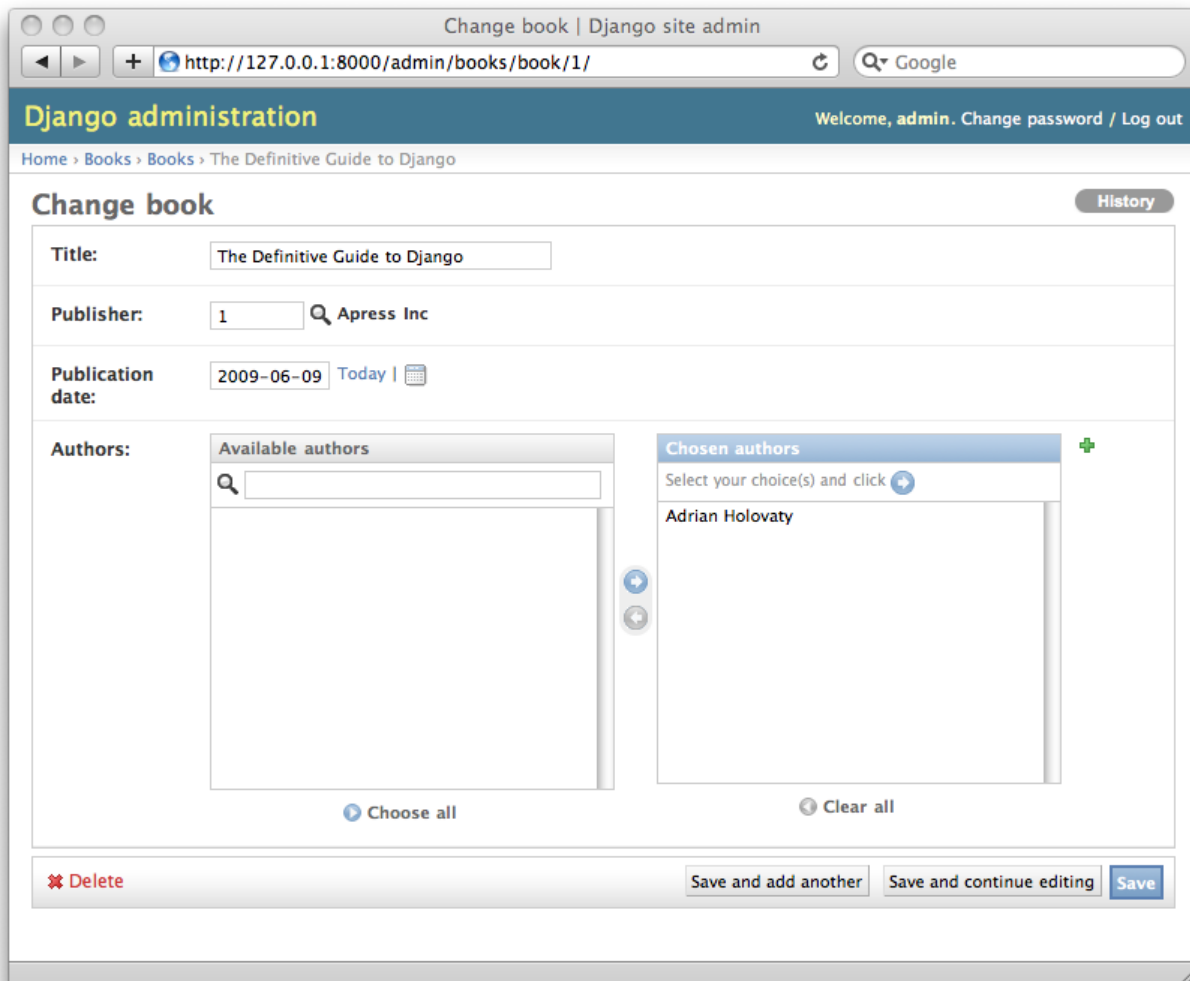 Change book | Django site admin
http://127.0.0.1:8000/admin/books/book/1/
Google
Django administration
Welcome, admin. Change password / Log out
Home › Books › Books › The Definitive Guide to Django
Change book
History
Title:
The Definitive Guide to Django
Publisher:
1
Apress Inc
Publication
date:
2009-06-09
Today |
Authors:
Available authors
Chosen authors
Select your choice(s) and click
Adrian Holovaty
Choose all
Clear all
Delete
Save and add another
Save and continue editing
Save